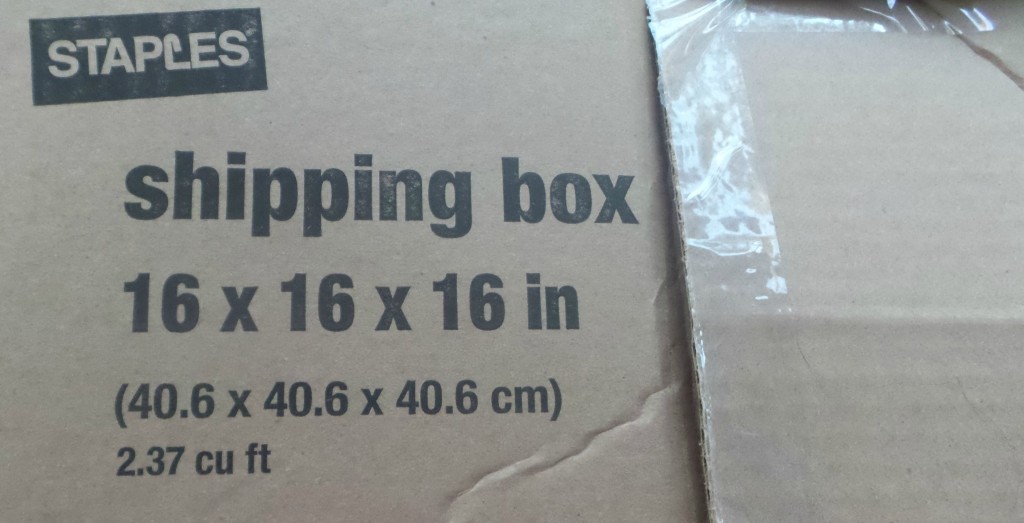 STAPLES
shipping box
16 x 16 x 16 in
(40.6 x 40.6 x 40.6 cm)
2.37 cu ft